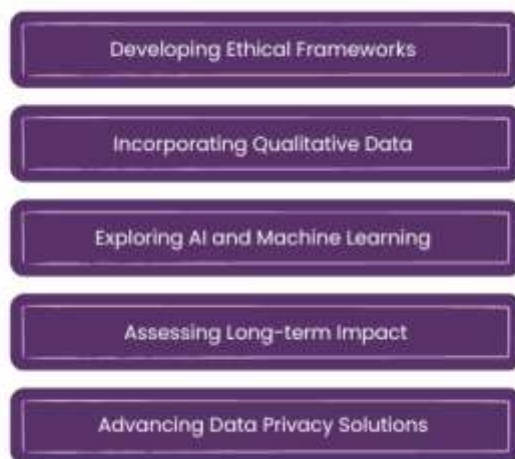 Developing Ethical Frameworks
Incorporating Qualitative Data
Exploring AI and Machine Learning
Assessing Long-term Impact
Advancing Data Privacy Solutions